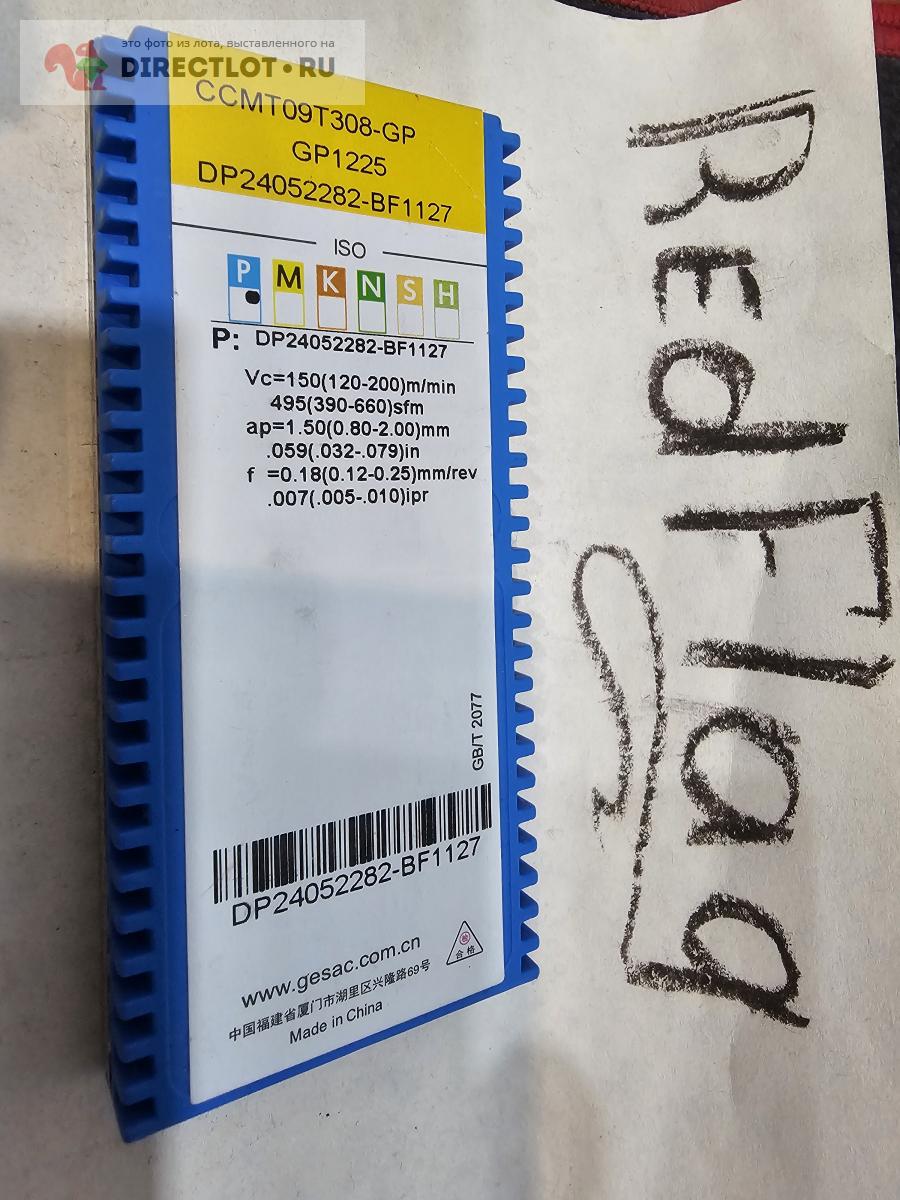 это фото из лота, выставленного на
DIRECTLOT.RU
CCMT09T308-GP
GP1225
DP24052282-BF1127
ISO
P M K N S H
P: DP24052282-BF1127
Vc=150(120-200)m/min
495(390-660)sfm
ap=1.50(0.80-2.00)mm
.059(.032-.079)in
f =0.18(0.12-0.25)mm/rev
.007(.005-.010)ipr
GB/T 2077
DP24052282-BF1127
www.gesac.com.cn
中国福建省厦门市湖里区兴隆路69号
Made in China
合格
Red Flag